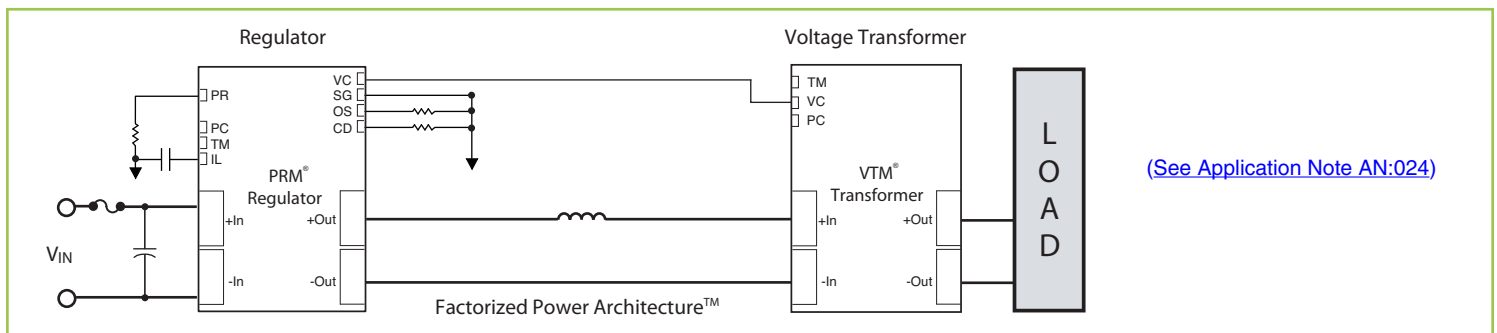 Regulator
Voltage Transformer
VC
SG
OS
CD
PR
PC
TM
IL
PRM®
Regulator
+In
-In
+Out
-Out
VIN
Factorized Power Architecture™
TM
VC
PC
VTM®
Transformer
+In
-In
+Out
-Out
L
O
A
D
(See Application Note AN:024)